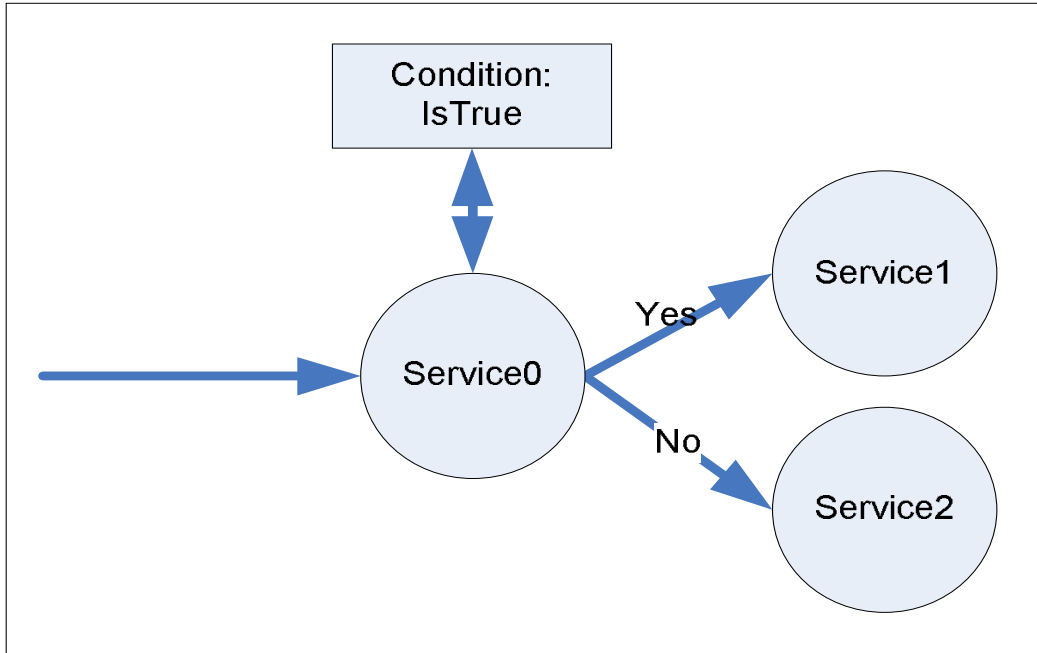 Condition:
IsTrue
Service1
Yes
Service0
No
Service2